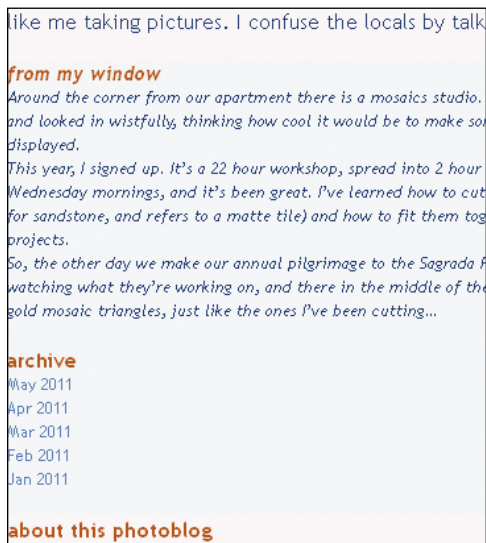 like me taking pictures. I confuse the locals by talk
from my window
Around the corner from our apartment there is a mosaics studio.
and looked in wistfully, thinking how cool it would be to make
displayed.
This year, I signed up. It's a 22 hour workshop, spread into 2 hour
Wednesday mornings, and it's been great. I've learned how to cut
for sandstone, and refers to a matte tile) and how to fit them tog
projects.
So, the other day we make our annual pilgrimage to the Sagrada
watching what they're working on, and there in the middle of the
gold mosaic triangles, just like the ones I've been cutting...
archive
May 2011
Apr 2011
Mar 2011
Feb 2011
Jan 2011
about this photoblog